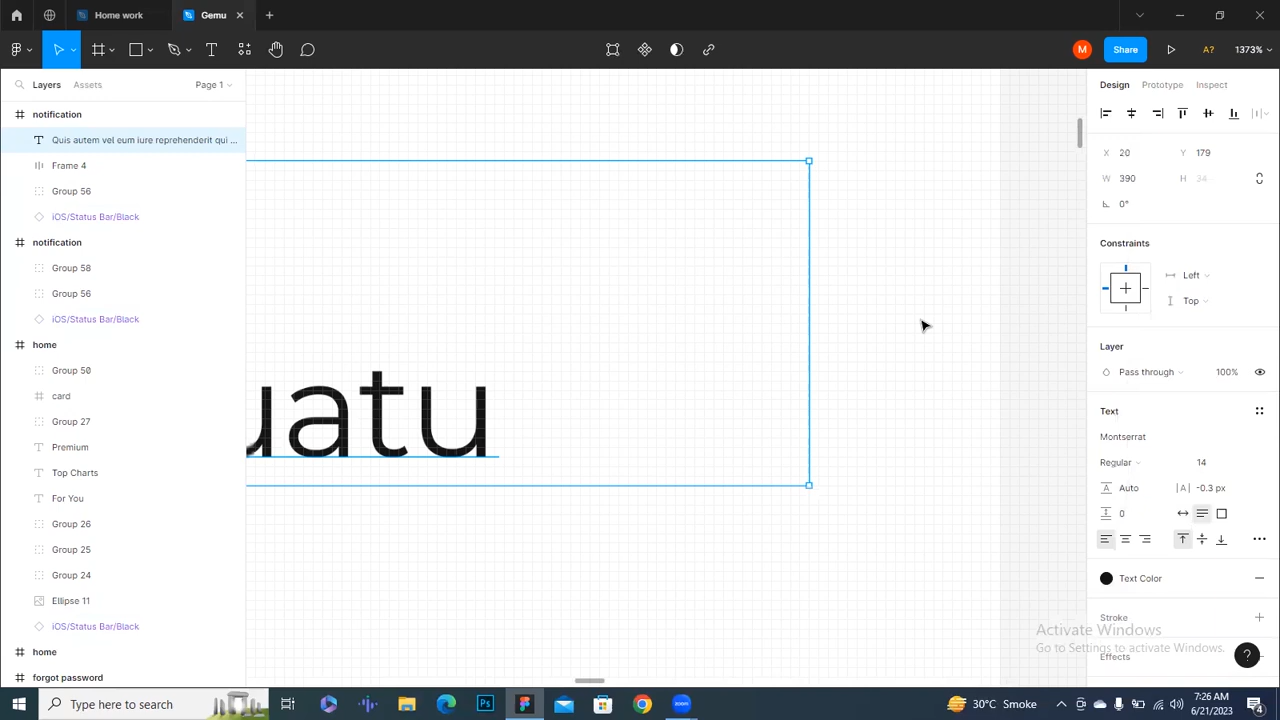 Home work
Gemu
M
Share
A?
1373%
Layers
Assets
Page 1
Design
Prototype
Inspect
notification
Quis autem vel eum iure reprehenderit qui ...
Frame 4
Group 56
iOS/Status Bar/Black
notification
Group 58
Group 56
iOS/Status Bar/Black
home
Group 50
card
Group 27
Premium
Top Charts
For You
Group 26
Group 25
Group 24
Ellipse 11
iOS/Status Bar/Black
home
forgot password
uatu
X 20 Y 179
W 390 H 34
0°
Constraints
Left
Top
Layer
Pass through 100%
Text
Montserrat
Regular 14
Auto |A| -0.3 px
0
Text Color
Stroke
Effects
Activate Windows
Go to Settings to activate Windows.
?
Type here to search
Ps
zoom
30°C Smoke
7:26 AM
6/21/2023
4